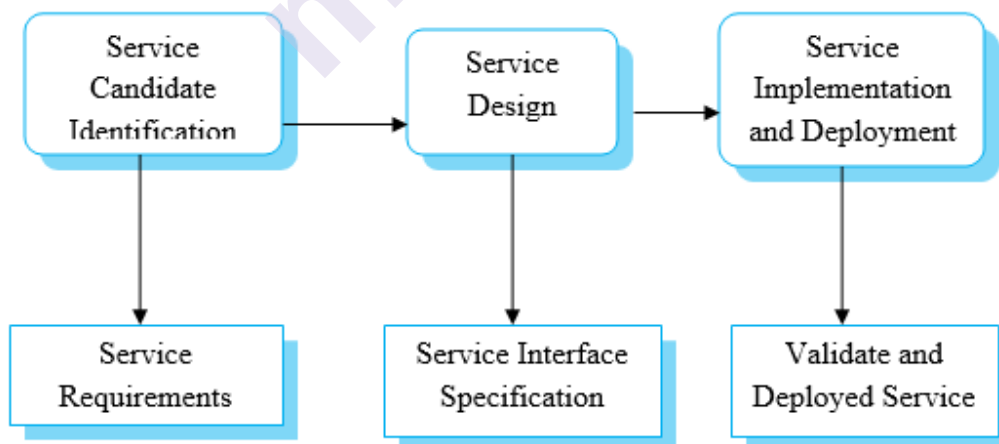 Service
Candidate
Identification
Service
Design
Service
Implementation
and Deployment
Service
Requirements
Service Interface
Specification
Validate and
Deployed Service